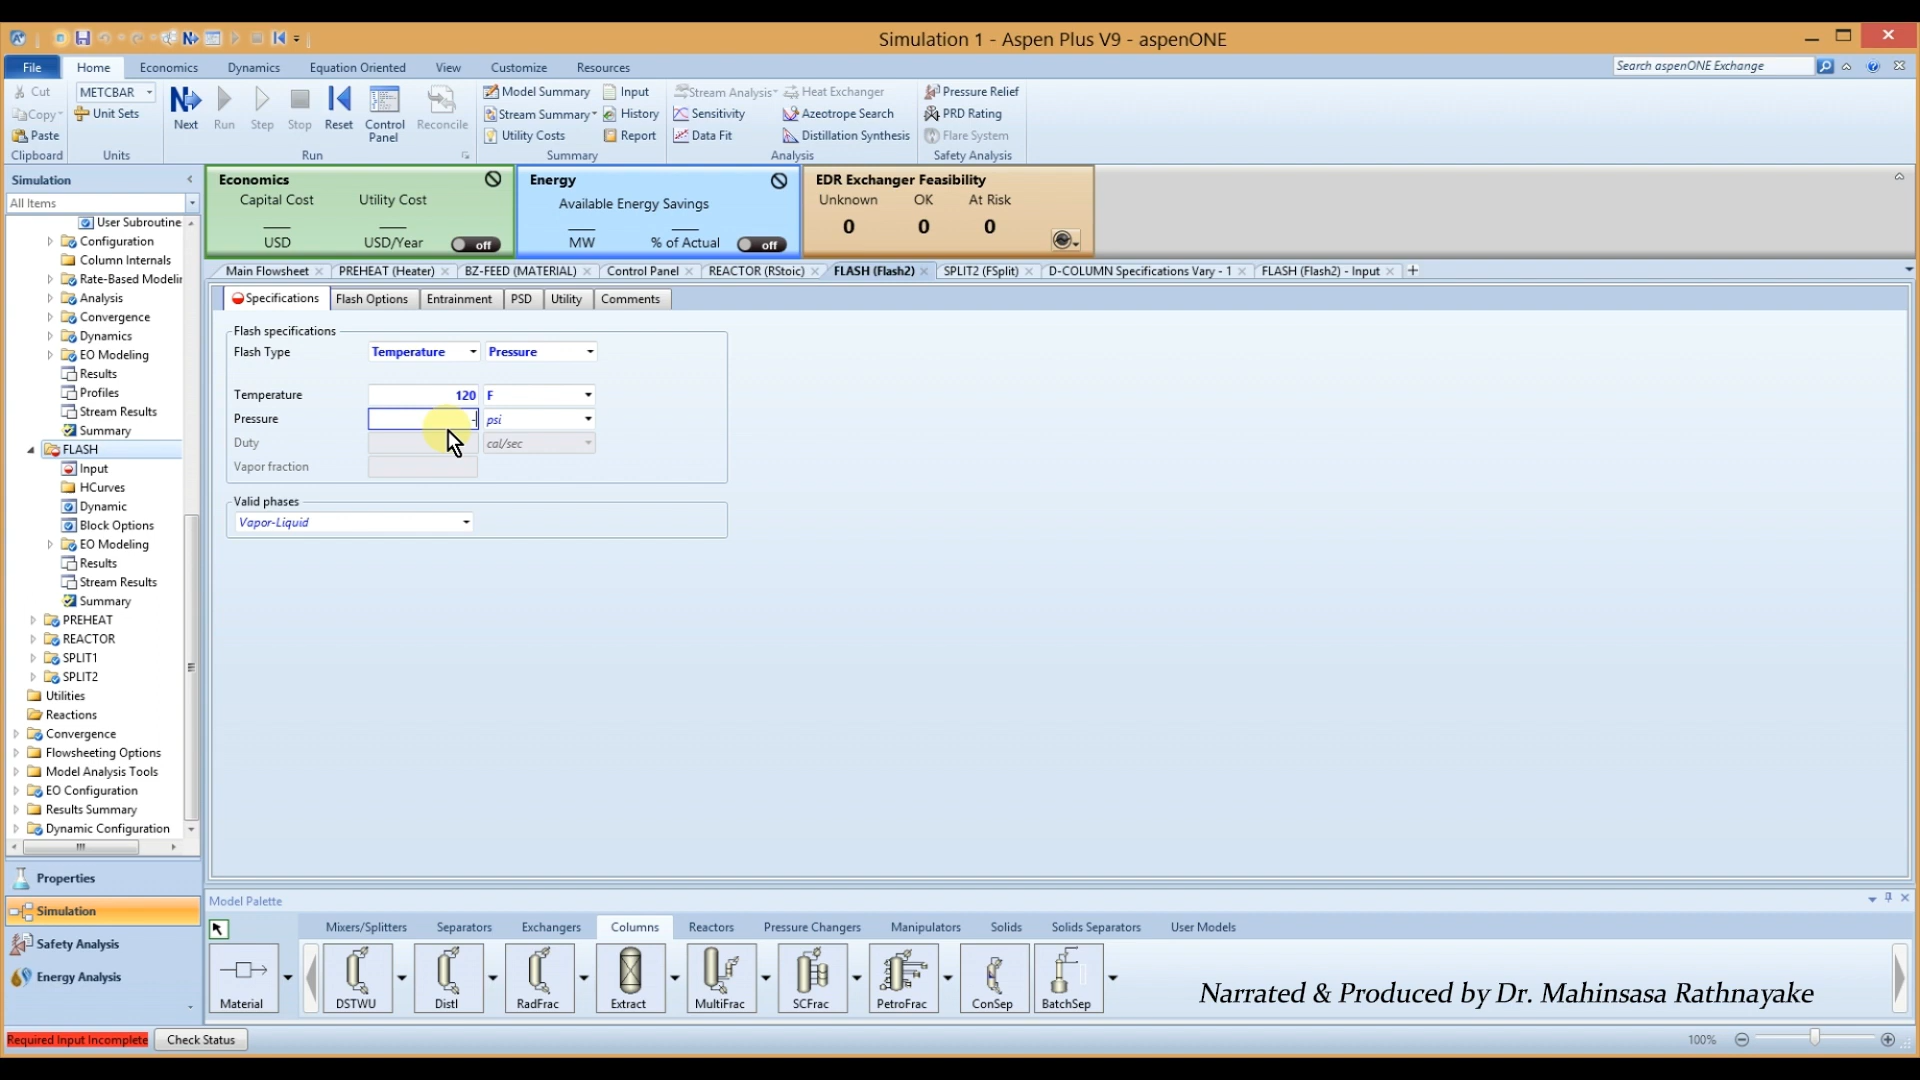 Simulation 1 - Aspen Plus V9 - aspenONE
File Home Economics Dynamics Equation Oriented View Customize Resources Search aspenONE Exchange
Cut METCBAR Model Summary Input Stream Analysis Heat Exchanger Pressure Relief
Copy Unit Sets Next Run Step Stop Reset Control Panel Reconcile Stream Summary History Sensitivity Azeotrope Search PRD Rating
Paste Utility Costs Report Data Fit Distillation Synthesis Flare System
Clipboard Units Run Summary Analysis Safety Analysis
Simulation
All Items
User Subroutine
Configuration
Column Internals
Rate-Based Modelin
Analysis
Convergence
Dynamics
EO Modeling
Results
Profiles
Stream Results
Summary
FLASH
Input
HCurves
Dynamic
Block Options
EO Modeling
Results
Stream Results
Summary
PREHEAT
REACTOR
SPLIT1
SPLIT2
Utilities
Reactions
Convergence
Flowsheeting Options
Model Analysis Tools
EO Configuration
Results Summary
Dynamic Configuration
Properties
Simulation
Safety Analysis
Energy Analysis
Economics Energy EDR Exchanger Feasibility
Capital Cost Utility Cost Available Energy Savings Unknown OK At Risk
0 0 0
USD USD/Year off MW % of Actual off
Main Flowsheet PREHEAT (Heater) BZ-FEED (MATERIAL) Control Panel REACTOR (RStoic) FLASH (Flash2) SPLIT2 (FSplit) D-COLUMN Specifications Vary - 1 FLASH (Flash2) - Input
Specifications Flash Options Entrainment PSD Utility Comments
Flash specifications
Flash Type Temperature Pressure
Temperature 120 F
Pressure - psi
Duty cal/sec
Vapor fraction
Valid phases
Vapor-Liquid
Model Palette
Mixers/Splitters Separators Exchangers Columns Reactors Pressure Changers Manipulators Solids Solids Separators User Models
Material DSTWU Distl RadFrac Extract MultiFrac SCFrac PetroFrac ConSep BatchSep
Narrated & Produced by Dr. Mahinsasa Rathnayake
Required Input Incomplete Check Status 100%